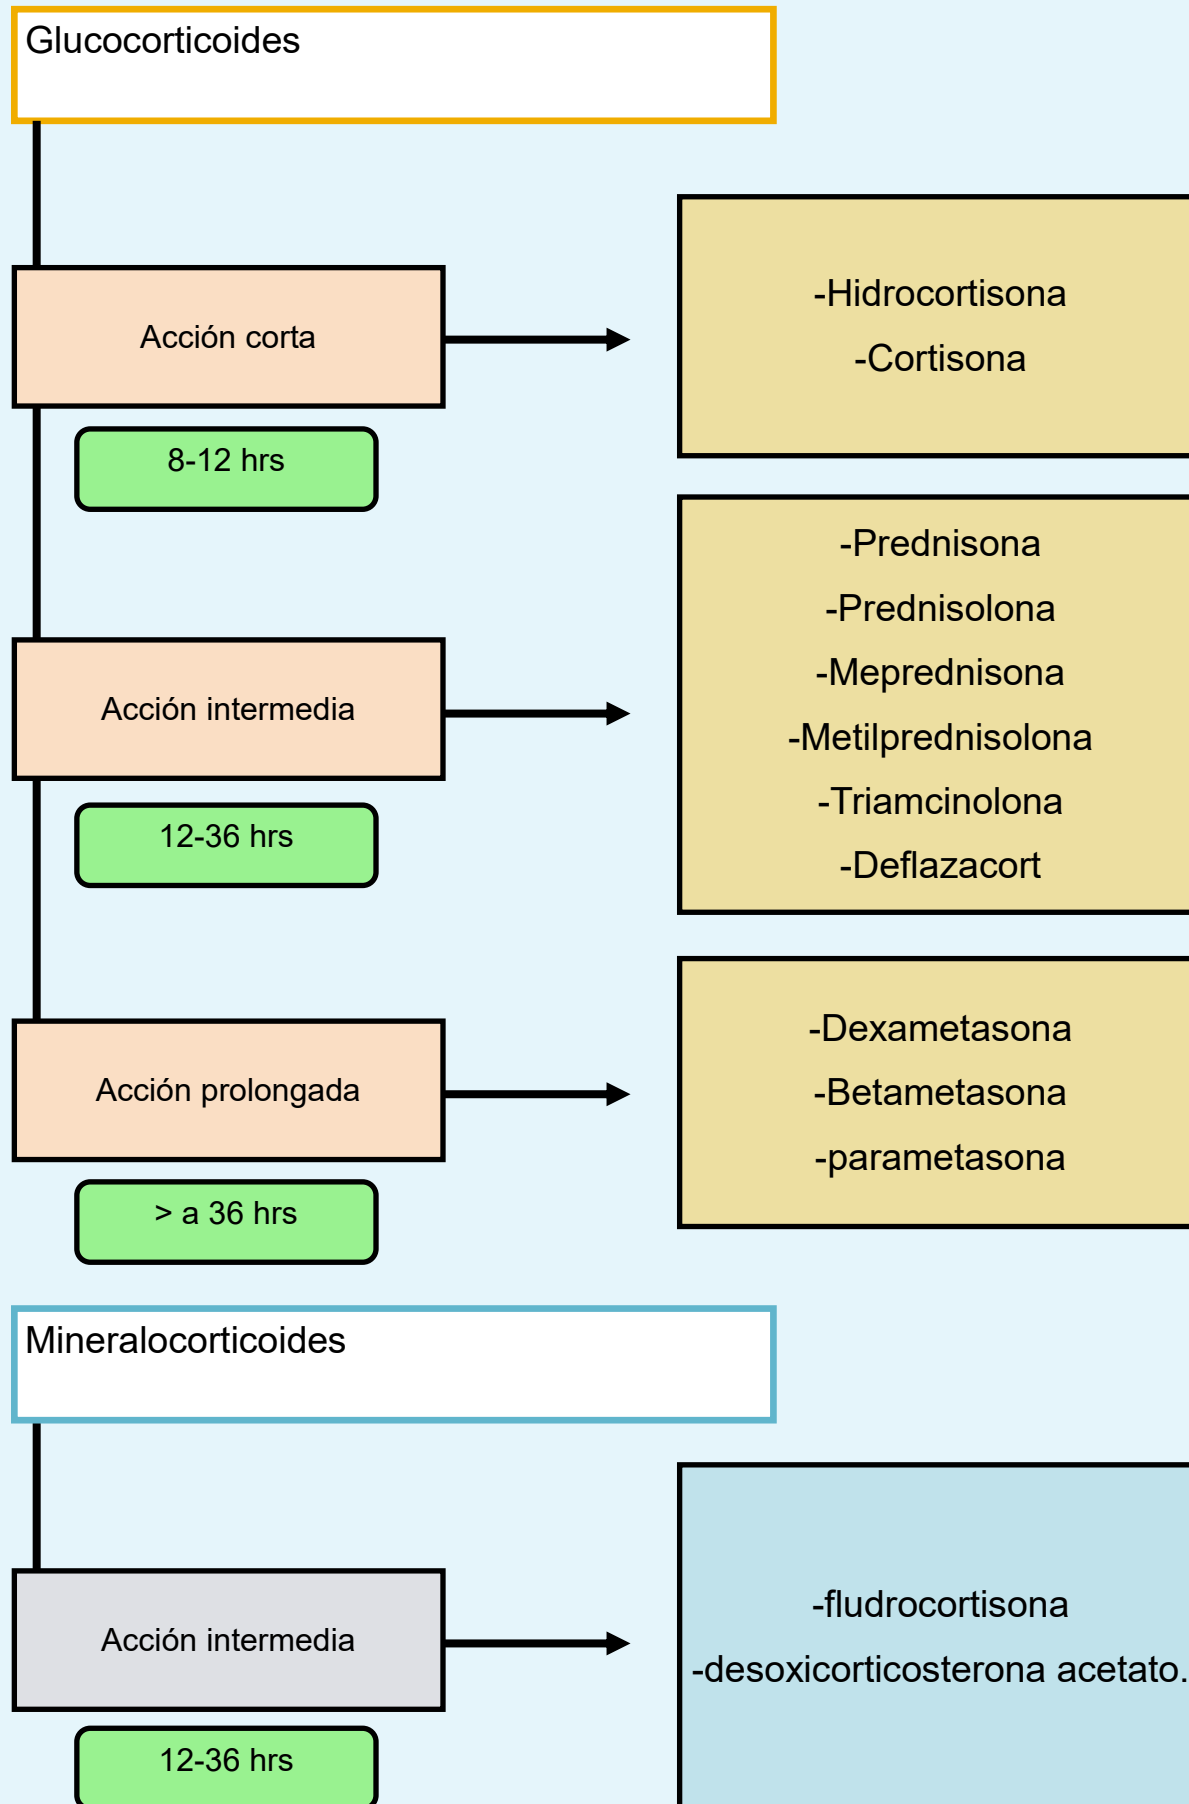 Glucocorticoides
Acción corta
8-12 hrs
-Hidrocortisona
-Cortisona
Acción intermedia
12-36 hrs
-Prednisona
-Prednisolona
-Meprednisona
-Metilprednisolona
-Triamcinolona
-Deflazacort
Acción prolongada
> a 36 hrs
-Dexametasona
-Betametasona
-parametasona
Mineralocorticoides
Acción intermedia
12-36 hrs
-fludrocortisona
-desoxicorticosterona acetato.